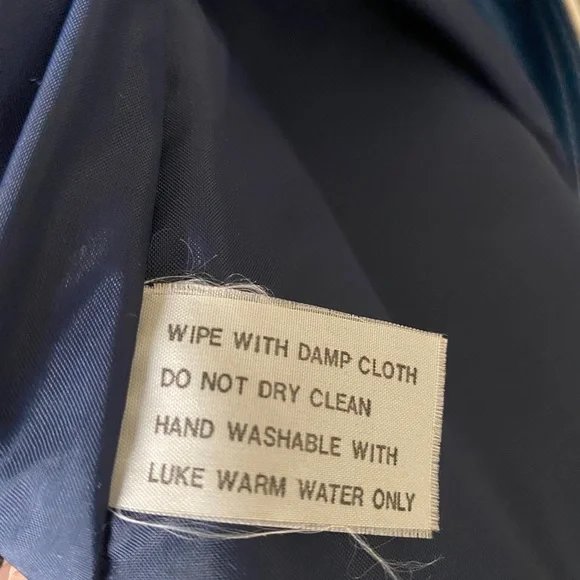 WIPE WITH DAMP CLOTH
DO NOT DRY CLEAN
HAND WASHABLE WITH
LUKE WARM WATER ONLY